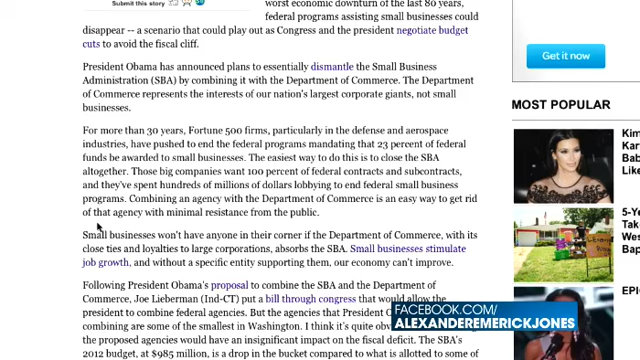 Submit this story
worst economic downturn of the last 80 years,
federal programs assisting small businesses could
disappear -- a scenario that could play out as Congress and the president negotiate budget
cuts to avoid the fiscal cliff.
President Obama has announced plans to essentially dismantle the Small Business
Administration (SBA) by combining it with the Department of Commerce. The Department
of Commerce represents the interests of our nation's largest corporate giants, not small
businesses.
For more than 30 years, Fortune 500 firms, particularly in the defense and aerospace
industries, have pushed to end the federal programs mandating that 23 percent of federal
funds be awarded to small businesses. The easiest way to do this is to close the SBA
altogether. Those big companies want 100 percent of federal contracts and subcontracts,
and they've spent hundreds of millions of dollars lobbying to end federal small business
programs. Combining an agency with the Department of Commerce is an easy way to get rid
of that agency with minimal resistance from the public.
Small businesses won't have anyone in their corner if the Department of Commerce, with its
close ties and loyalties to large corporations, absorbs the SBA. Small businesses stimulate
job growth, and without a specific entity supporting them, our economy can't improve.
Following President Obama's proposal to combine the SBA and the Department of
Commerce, Joe Lieberman (Ind-CT) put a bill through congress that would allow the
president to combine federal agencies. But the agencies that President O
combining are some of the smallest in Washington. I think it's quite obv
the proposed agencies would have an insignificant impact on the fiscal deficit. The SBA's
2012 budget, at $985 million, is a drop in the bucket compared to what is allotted to some of
Get it now
MOST POPULAR
Kim
Kar
Bab
Like
5-Ye
Take
Wes
Bap
EPIC
FACEBOOK.COM/
ALEXANDEREMERICKJONES